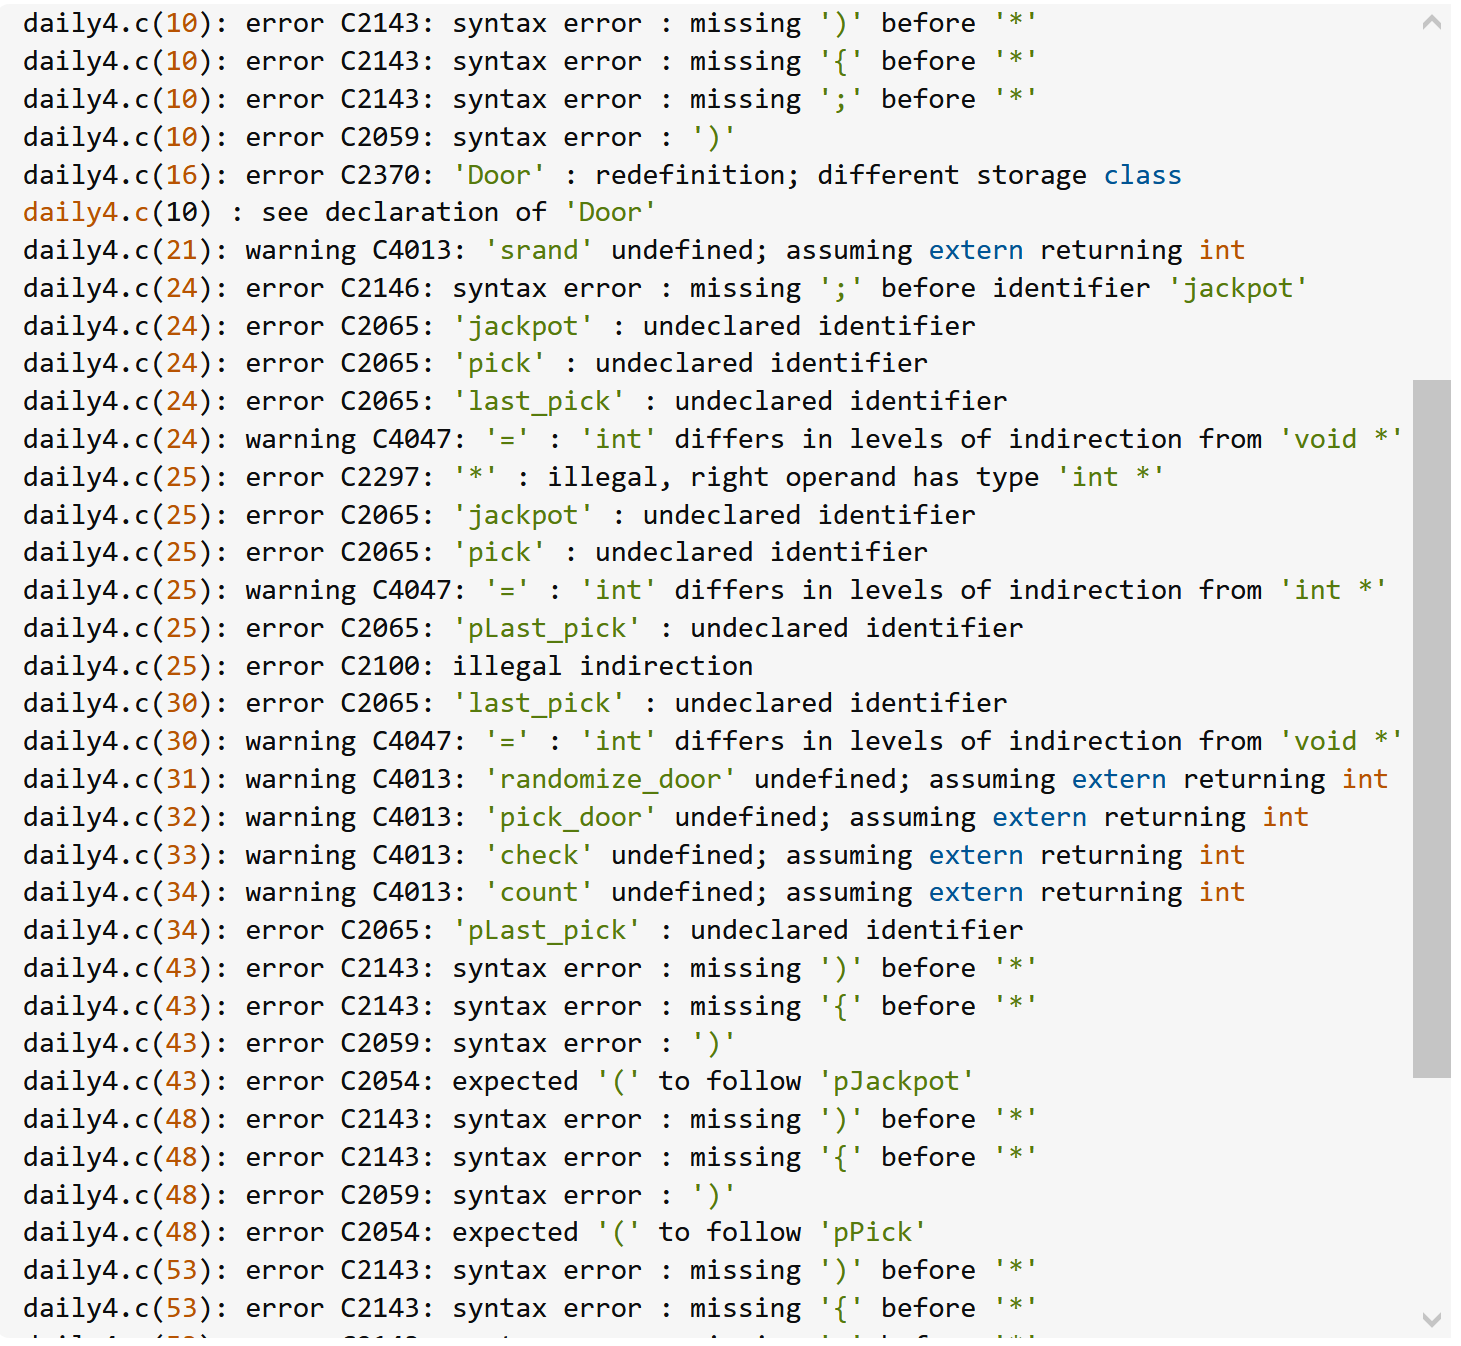 daily4.c(10): error C2143: syntax error : missing ')' before '*'
daily4.c(10): error C2143: syntax error : missing '{' before '*'
daily4.c(10): error C2143: syntax error : missing ';' before '*'
daily4.c(10): error C2059: syntax error : ')'
daily4.c(16): error C2370: 'Door' : redefinition; different storage class
daily4.c(10) : see declaration of 'Door'
daily4.c(21): warning C4013: 'srand' undefined; assuming extern returning int
daily4.c(24): error C2146: syntax error : missing ';' before identifier 'jackpot'
daily4.c(24): error C2065: 'jackpot' : undeclared identifier
daily4.c(24): error C2065: 'pick' : undeclared identifier
daily4.c(24): error C2065: 'last_pick' : undeclared identifier
daily4.c(24): warning C4047: '=' : 'int' differs in levels of indirection from 'void *'
daily4.c(25): error C2297: '*' : illegal, right operand has type 'int *'
daily4.c(25): error C2065: 'jackpot' : undeclared identifier
daily4.c(25): error C2065: 'pick' : undeclared identifier
daily4.c(25): warning C4047: '=' : 'int' differs in levels of indirection from 'int *'
daily4.c(25): error C2065: 'pLast_pick' : undeclared identifier
daily4.c(25): error C2100: illegal indirection
daily4.c(30): error C2065: 'last_pick' : undeclared identifier
daily4.c(30): warning C4047: '=' : 'int' differs in levels of indirection from 'void *'
daily4.c(31): warning C4013: 'randomize_door' undefined; assuming extern returning int
daily4.c(32): warning C4013: 'pick_door' undefined; assuming extern returning int
daily4.c(33): warning C4013: 'check' undefined; assuming extern returning int
daily4.c(34): warning C4013: 'count' undefined; assuming extern returning int
daily4.c(34): error C2065: 'pLast_pick' : undeclared identifier
daily4.c(43): error C2143: syntax error : missing ')' before '*'
daily4.c(43): error C2143: syntax error : missing '{' before '*'
daily4.c(43): error C2059: syntax error : ')'
daily4.c(43): error C2054: expected '(' to follow 'pJackpot'
daily4.c(48): error C2143: syntax error : missing ')' before '*'
daily4.c(48): error C2143: syntax error : missing '{' before '*'
daily4.c(48): error C2059: syntax error : ')'
daily4.c(48): error C2054: expected '(' to follow 'pPick'
daily4.c(53): error C2143: syntax error : missing ')' before '*'
daily4.c(53): error C2143: syntax error : missing '{' before '*'